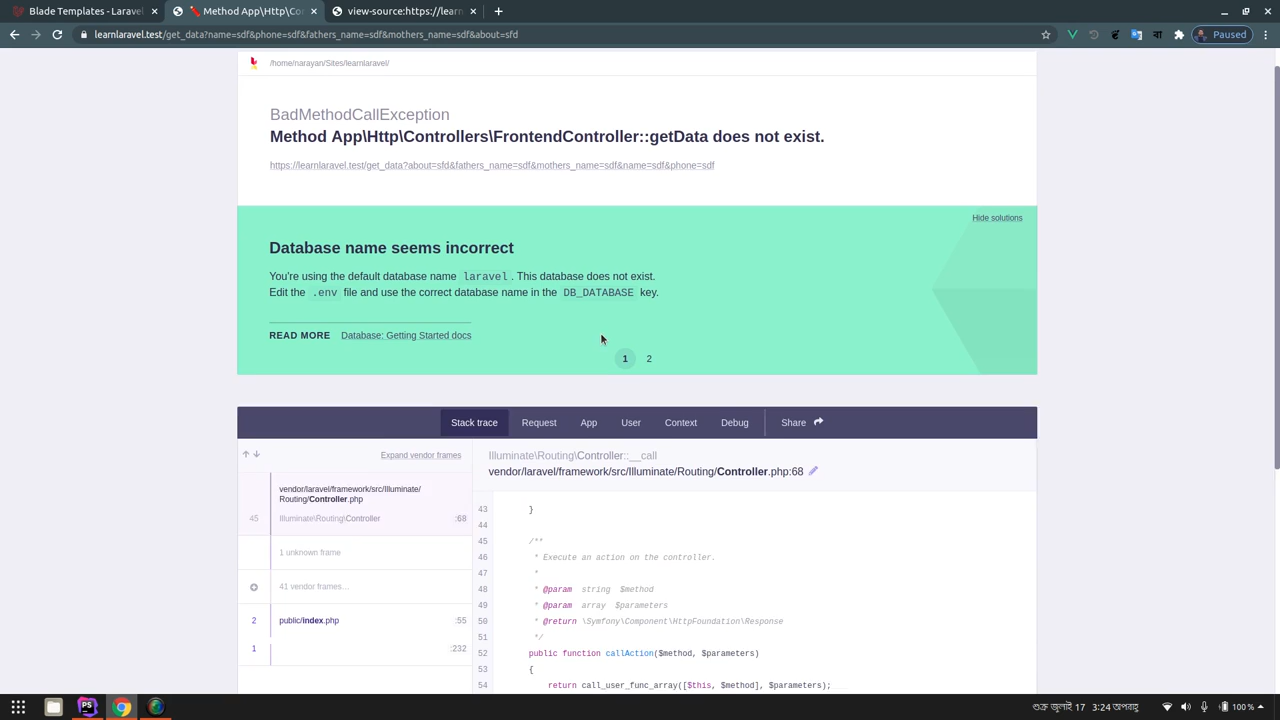 Blade Templates - Laravel
Method App\Http\Contro
view-source:https://learnl
learnlaravel.test/get_data?name=sdf&phone=sdf&fathers_name=sdf&mothers_name=sdf&about=sfd
Paused
/home/narayan/Sites/learnlaravel/
BadMethodCallException
Method App\Http\Controllers\FrontendController::getData does not exist.
https://learnlaravel.test/get_data?about=sfd&fathers_name=sdf&mothers_name=sdf&name=sdf&phone=sdf
Hide solutions
Database name seems incorrect
You're using the default database name laravel. This database does not exist.
Edit the .env file and use the correct database name in the DB_DATABASE key.
READ MORE Database: Getting Started docs
1 2
Stack trace Request App User Context Debug Share
Expand vendor frames
vendor/laravel/framework/src/Illuminate/
Routing/Controller.php
45 Illuminate\Routing\Controller :68
1 unknown frame
41 vendor frames…
2 public/index.php :55
1 :232
Illuminate\Routing\Controller::__call
vendor/laravel/framework/src/Illuminate/Routing/Controller.php:68
43 }
44
45 /**
46 * Execute an action on the controller.
47 *
48 * @param string $method
49 * @param array $parameters
50 * @return \Symfony\Component\HttpFoundation\Response
51 */
52 public function callAction($method, $parameters)
53 {
54 return call_user_func_array([$this, $method], $parameters);
PS
শুক্র জুলাই 17 3:24 অপরাহ্ণ
100%